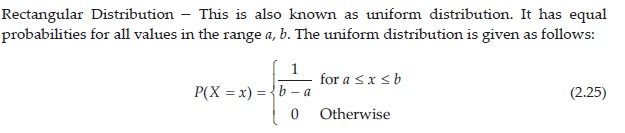 Rectangular Distribution – This is also known as uniform distribution. It has equal
probabilities for all values in the range a, b. The uniform distribution is given as follows:
P(X = x) = { 1/(b – a) for a ≤ x ≤ b
0 Otherwise (2.25)